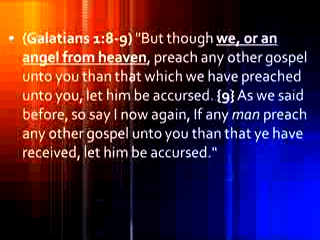 • (Galatians 1:8-9) "But though we, or an
angel from heaven, preach any other gospel
unto you than that which we have preached
unto you, let him be accursed. {9} As we said
before, so say I now again, If any man preach
any other gospel unto you than that ye have
received, let him be accursed."